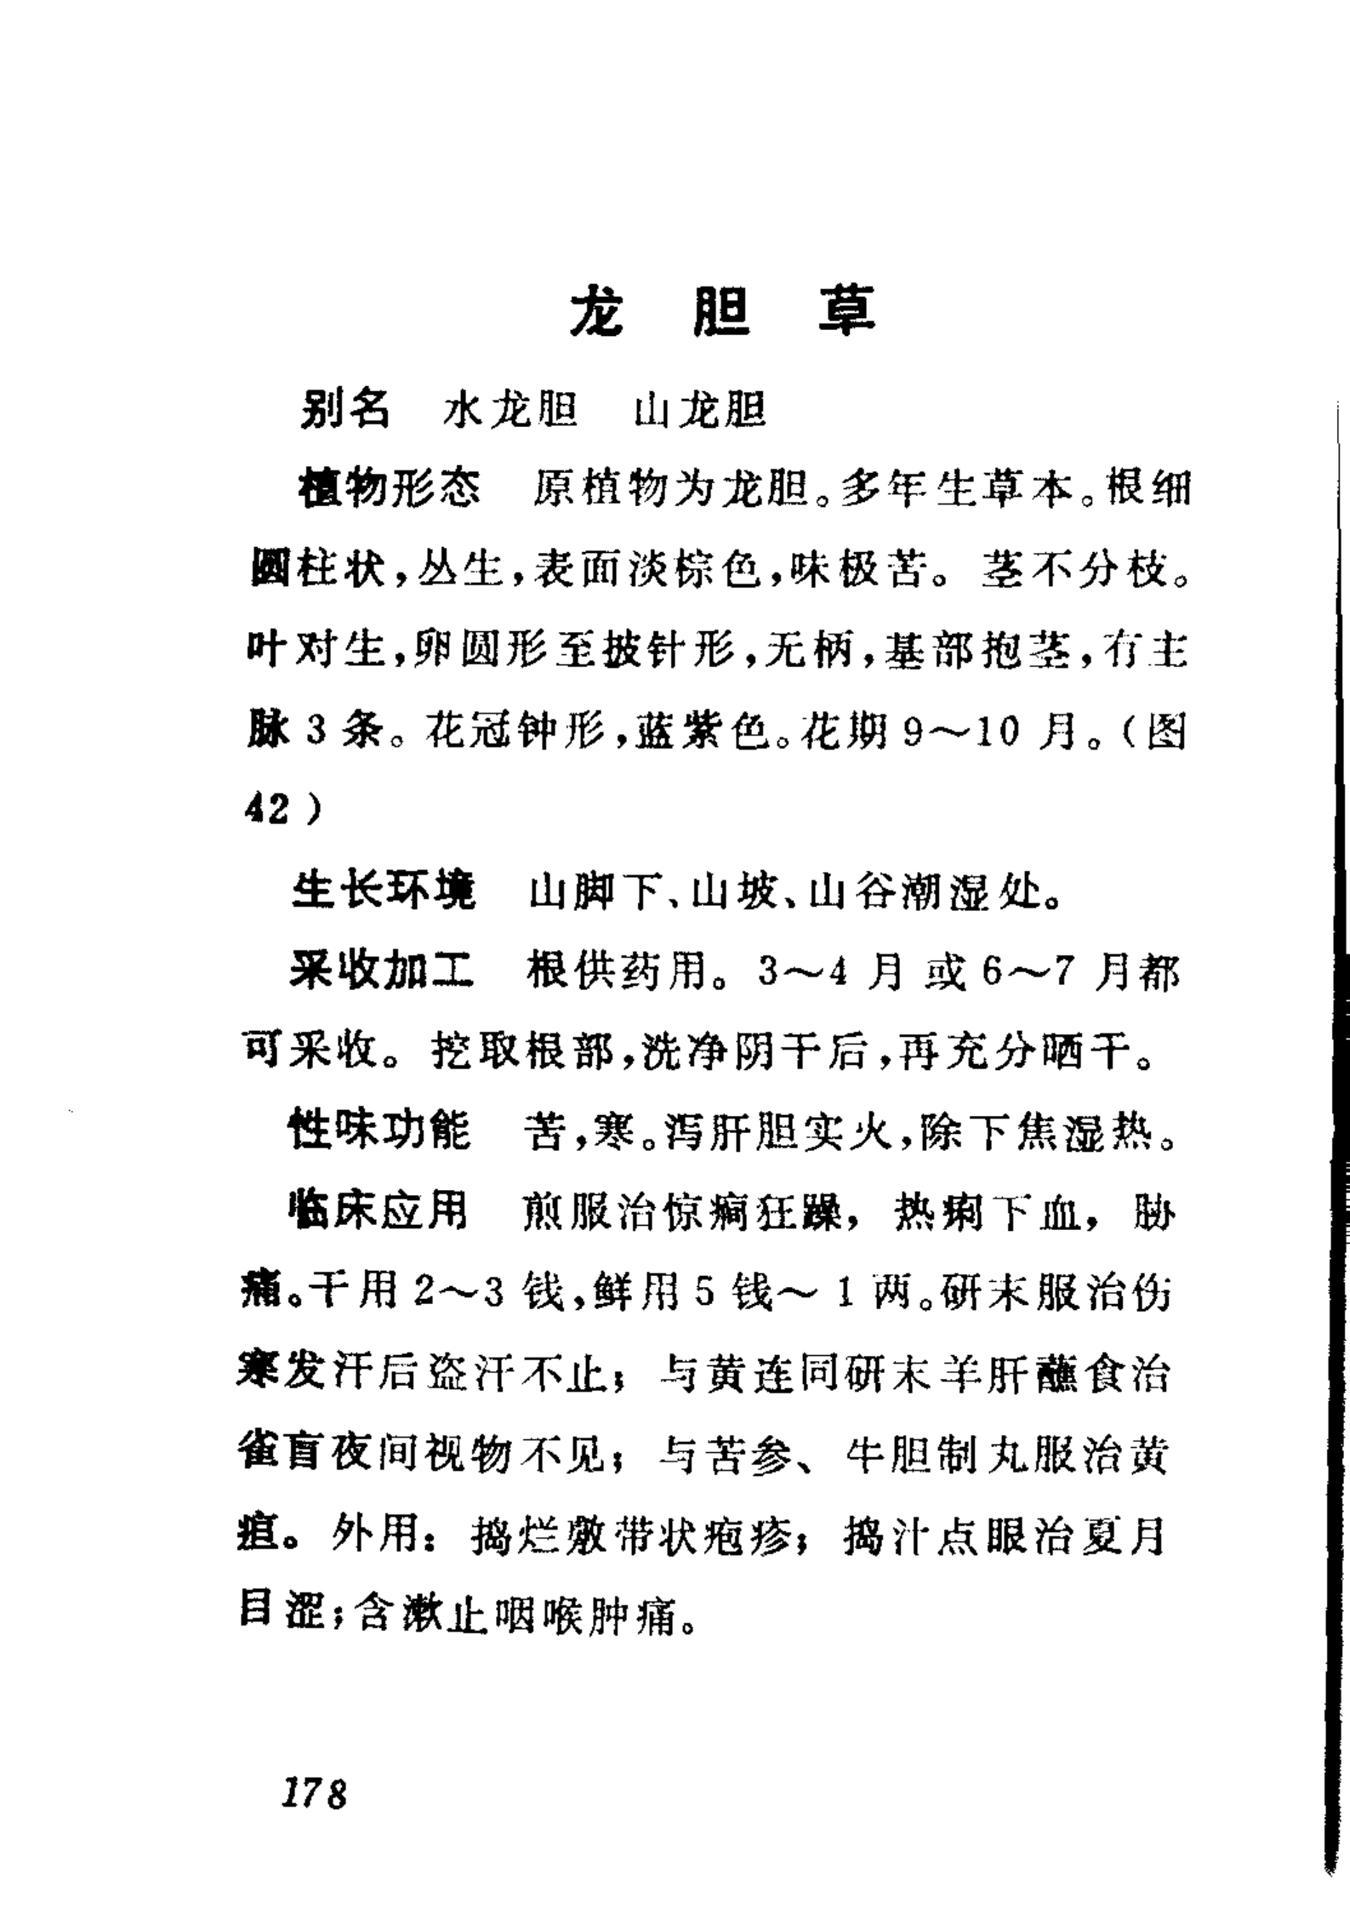 龙 胆 草
别名 水龙胆 山龙胆
植物形态 原植物为龙胆。多年生草本。根细
圆柱状，丛生，表面淡棕色，味极苦。茎不分枝。
叶对生，卵圆形至披针形，无柄，基部抱茎，有主
脉3条。花冠钟形，蓝紫色。花期9～10月。（图
42）
生长环境 山脚下、山坡、山谷潮湿处。
采收加工 根供药用。3～4月或6～7月都
可采收。挖取根部，洗净阴干后，再充分晒干。
性味功能 苦，寒。泻肝胆实火，除下焦湿热。
临床应用 煎服治惊痫狂躁，热痢下血，胁
痛。干用2～3钱，鲜用5钱～1两。研末服治伤
寒发汗后盗汗不止；与黄连同研末羊肝蘸食治
雀盲夜间视物不见；与苦参、牛胆制丸服治黄
疸。外用：捣烂敷带状疱疹；捣汁点眼治夏月
目涩；含漱止咽喉肿痛。
178